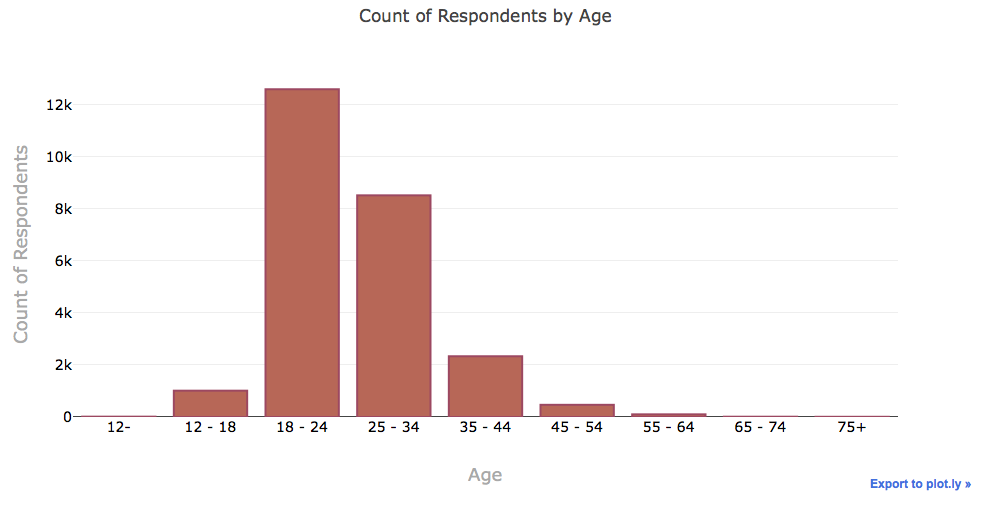 Count of Respondents by Age
Count of Respondents
12k
10k
8k
6k
4k
2k
0
12- 12 - 18 18 - 24 25 - 34 35 - 44 45 - 54 55 - 64 65 - 74 75+
Age
Export to plot.ly »